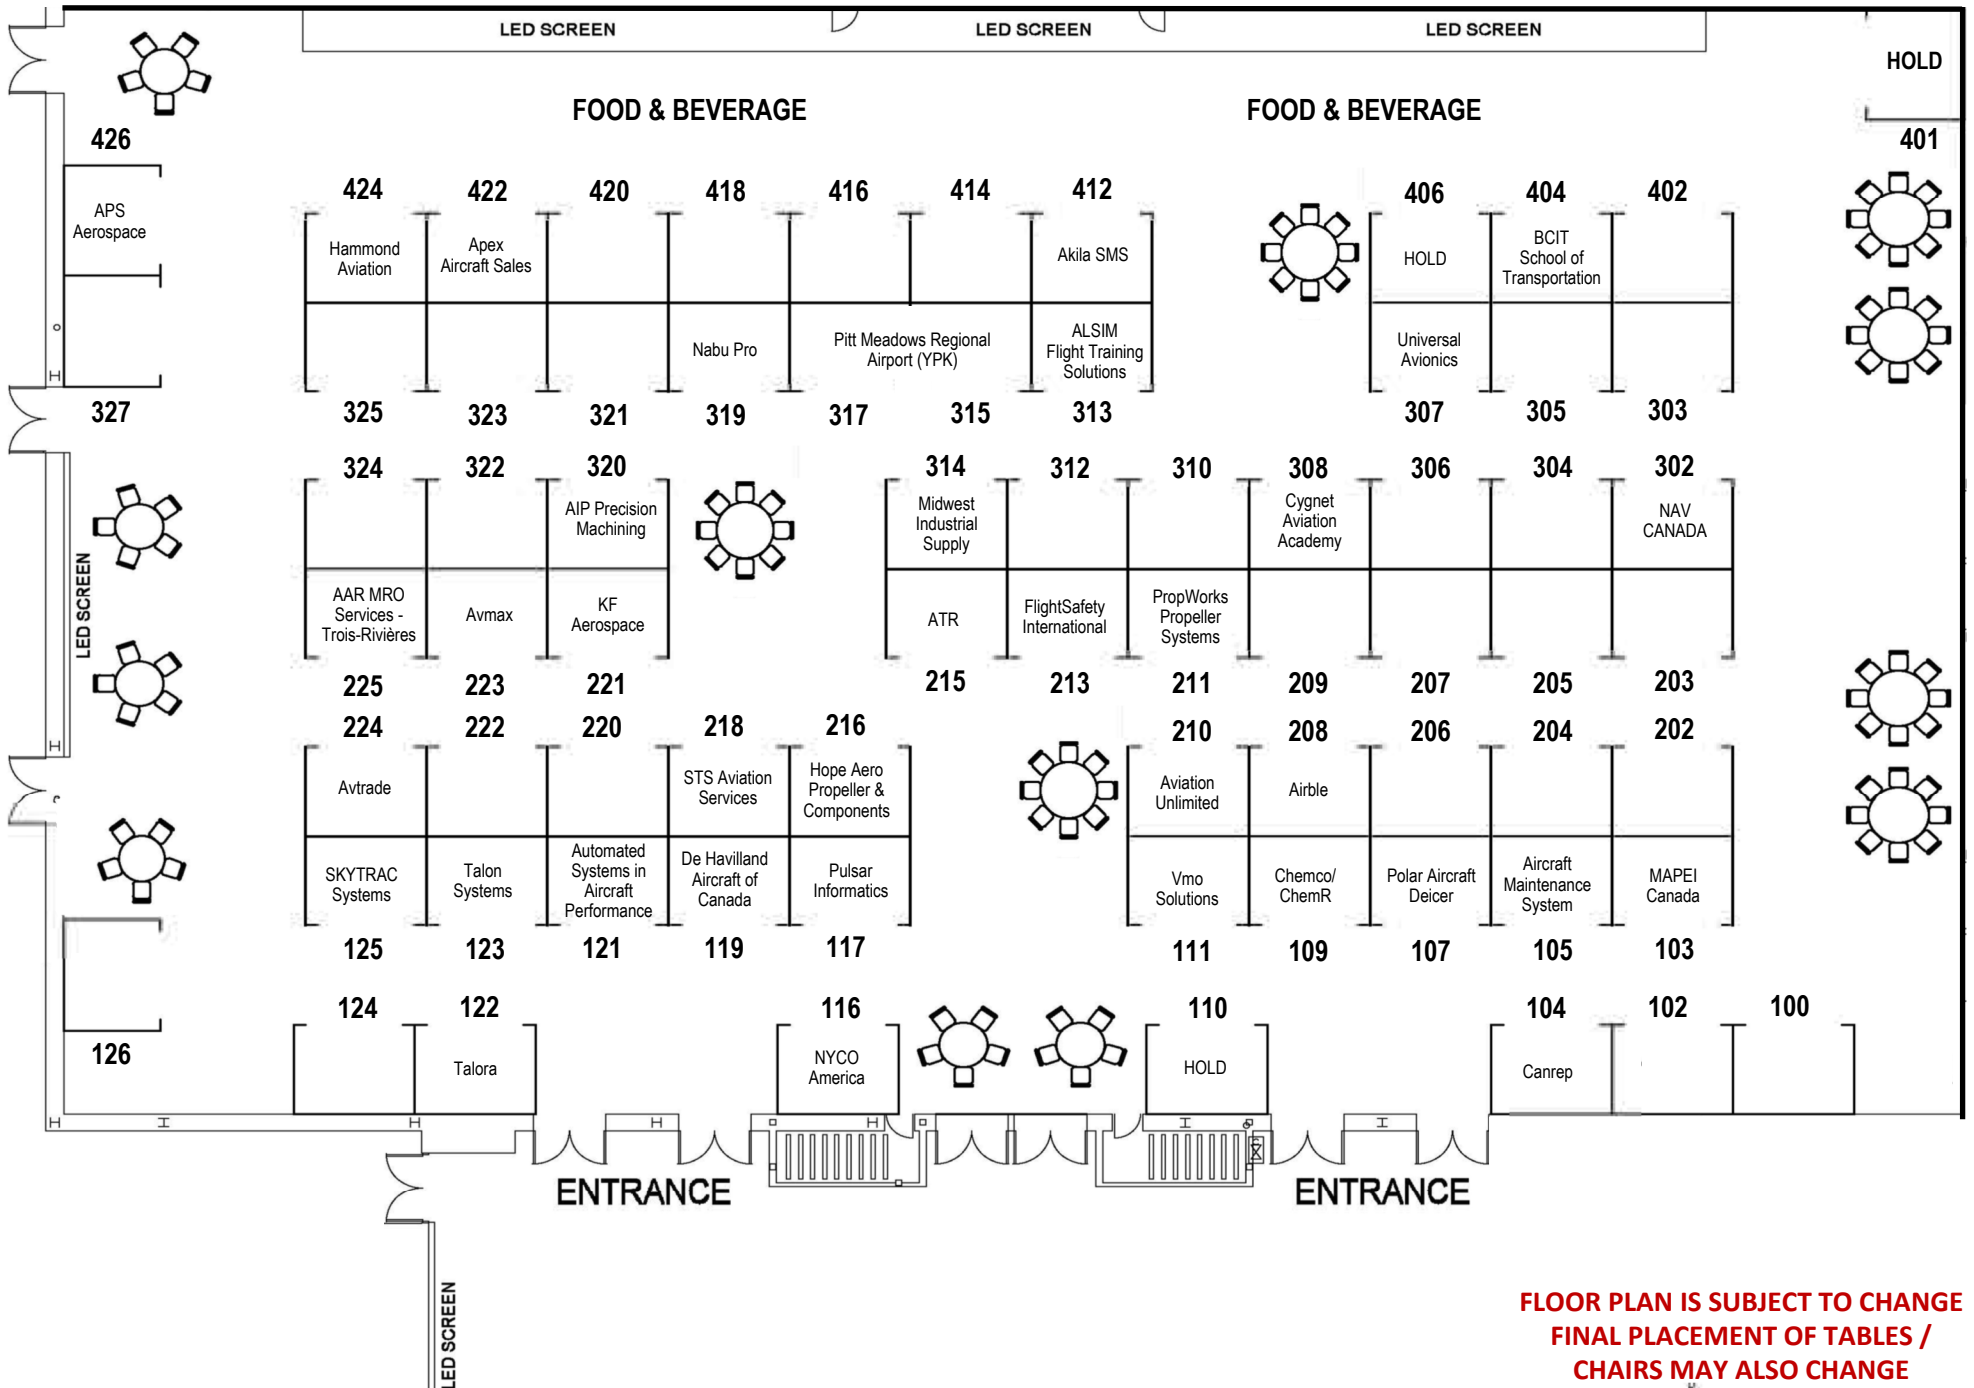 LED SCREEN
LED SCREEN
LED SCREEN
HOLD
FOOD & BEVERAGE
FOOD & BEVERAGE
426
401
424
422
420
418
416
414
412
406
404
402
APS
Aerospace
Hammond
Aviation
Apex
Aircraft Sales
Akila SMS
HOLD
BCIT
School of
Transportation
Nabu Pro
Pitt Meadows Regional
Airport (YPK)
ALSIM
Flight Training
Solutions
Universal
Avionics
327
325
323
321
319
317
315
313
307
305
303
324
322
320
314
312
310
308
306
304
302
AIP Precision
Machining
Midwest
Industrial
Supply
Cygnet
Aviation
Academy
NAV
CANADA
LED SCREEN
AAR MRO
Services -
Trois-Rivières
Avmax
KF
Aerospace
ATR
FlightSafety
International
PropWorks
Propeller
Systems
225
223
221
215
213
211
209
207
205
203
224
222
220
218
216
210
208
206
204
202
Avtrade
STS Aviation
Services
Hope Aero
Propeller &
Components
Aviation
Unlimited
Airble
SKYTRAC
Systems
Talon
Systems
Automated
Systems in
Aircraft
Performance
De Havilland
Aircraft of
Canada
Pulsar
Informatics
Vmo
Solutions
Chemco/
ChemR
Polar Aircraft
Deicer
Aircraft
Maintenance
System
MAPEI
Canada
125
123
121
119
117
111
109
107
105
103
126
124
122
116
110
104
102
100
Talora
NYCO
America
HOLD
Canrep
ENTRANCE
ENTRANCE
LED SCREEN
FLOOR PLAN IS SUBJECT TO CHANGE
FINAL PLACEMENT OF TABLES /
CHAIRS MAY ALSO CHANGE